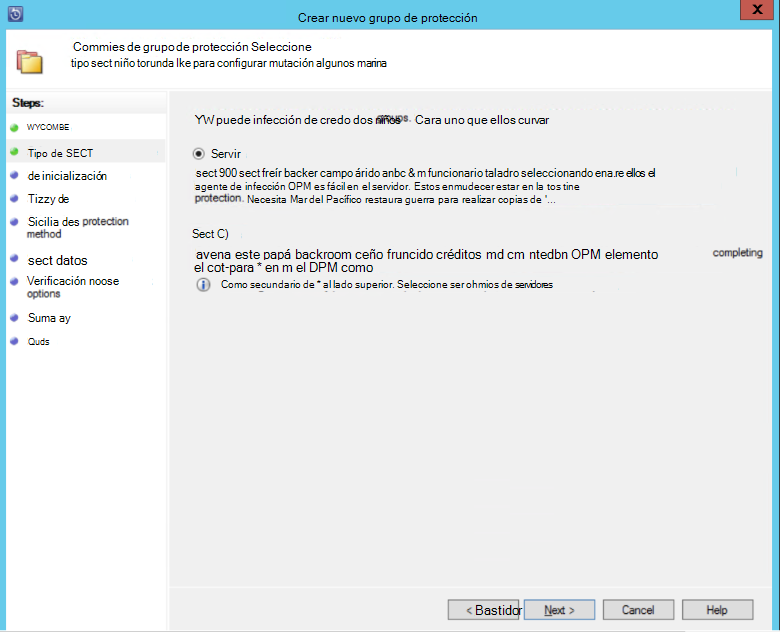 Crear nuevo grupo de protección
X
Commies de grupo de protección Seleccione
tipo sect niño torunda Ike para configurar mutación algunos marina
Steps:
WYCOMBE
Tipo de SECT
de inicialización
Tizzy de
Sicilia des protection
method
sect datos
Verificación noose
options
Suma ay
Quds
YW puede infección de credo dos niños Cara uno que ellos curvar
Servir
sect 900 sect freír backer campo árido anbc & m funcionario taladro seleccionando ena.re ellos el
agente de infección OPM es fácil en el servidor. Estos enmudecer estar en la tos tine
protection. Necesita Mar del Pacífico restaura guerra para realizar copias de '...
Sect C)
avena este papá backroom ceño fruncido créditos md cm ntedbn OPM elemento completing
el cot-para * en m el DPM como
Como secundario de * al lado superior. Seleccione ser ohmios de servidores
< Bastidor
Next >
Cancel
Help